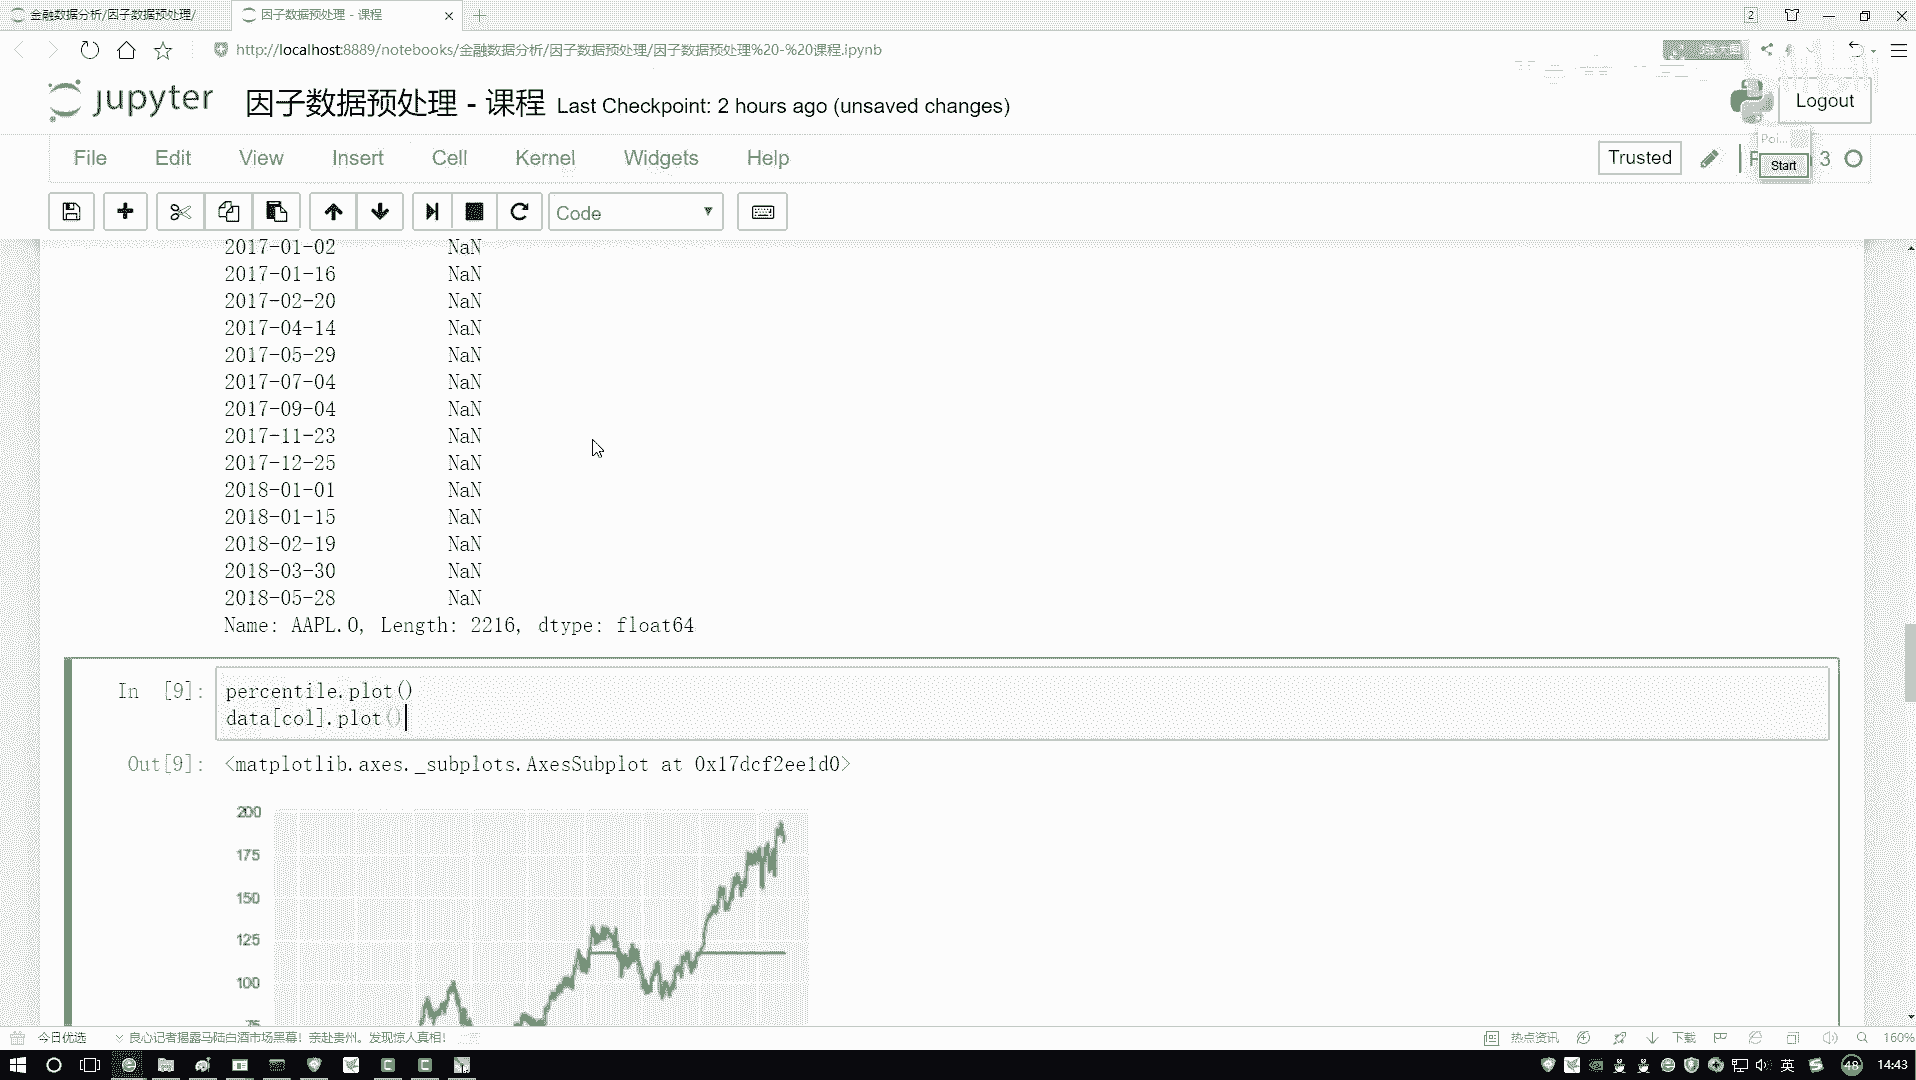 金融数据分析/因子数据预处理/
因子数据预处理 - 课程
2
http://localhost:8889/notebooks/金融数据分析/因子数据预处理/因子数据预处理%20-%20课程.ipynb
jupyter 因子数据预处理 - 课程 Last Checkpoint: 2 hours ago (unsaved changes)
Logout
File Edit View Insert Cell Kernel Widgets Help
Trusted
3
Poi...
Start
Code
2017-01-02 NaN
2017-01-16 NaN
2017-02-20 NaN
2017-04-14 NaN
2017-05-29 NaN
2017-07-04 NaN
2017-09-04 NaN
2017-11-23 NaN
2017-12-25 NaN
2018-01-01 NaN
2018-01-15 NaN
2018-02-19 NaN
2018-03-30 NaN
2018-05-28 NaN
Name: AAPL.O, Length: 2216, dtype: float64
In [9]: percentile.plot()
data[col].plot()
Out[9]: <matplotlib.axes._subplots.AxesSubplot at 0x17dcf2ee1d0>
200
175
150
125
100
75
今日优选
良心记者揭露马陆白酒市场黑幕！亲赴贵州。发现惊人真相！
热点资讯
下载
160%
英
48
14:43